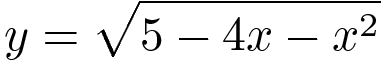 y = √(5 − 4x − x²)